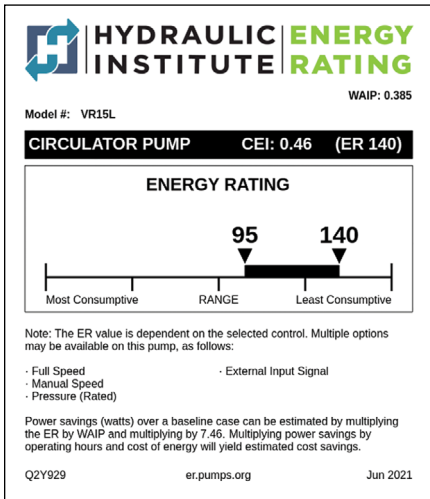 HYDRAULIC INSTITUTE
ENERGY RATING
WAIP: 0.385
Model #: VR15L
CIRCULATOR PUMP CEI: 0.46 (ER 140)
ENERGY RATING
95 140
Most Consumptive RANGE Least Consumptive
Note: The ER value is dependent on the selected control. Multiple options
may be available on this pump, as follows:
· Full Speed · External Input Signal
· Manual Speed
· Pressure (Rated)
Power savings (watts) over a baseline case can be estimated by multiplying
the ER by WAIP and multiplying by 7.46. Multiplying power savings by
operating hours and cost of energy will yield estimated cost savings.
Q2Y929 er.pumps.org Jun 2021